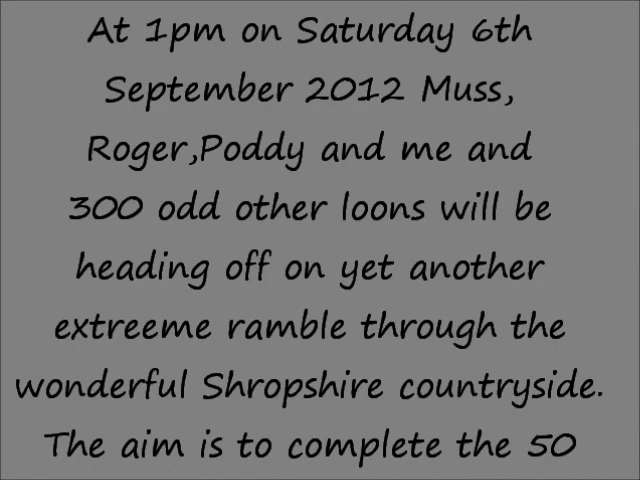 At 1pm on Saturday 6th
September 2012 Muss,
Roger,Poddy and me and
300 odd other loons will be
heading off on yet another
extreeme ramble through the
wonderful Shropshire countryside.
The aim is to complete the 50